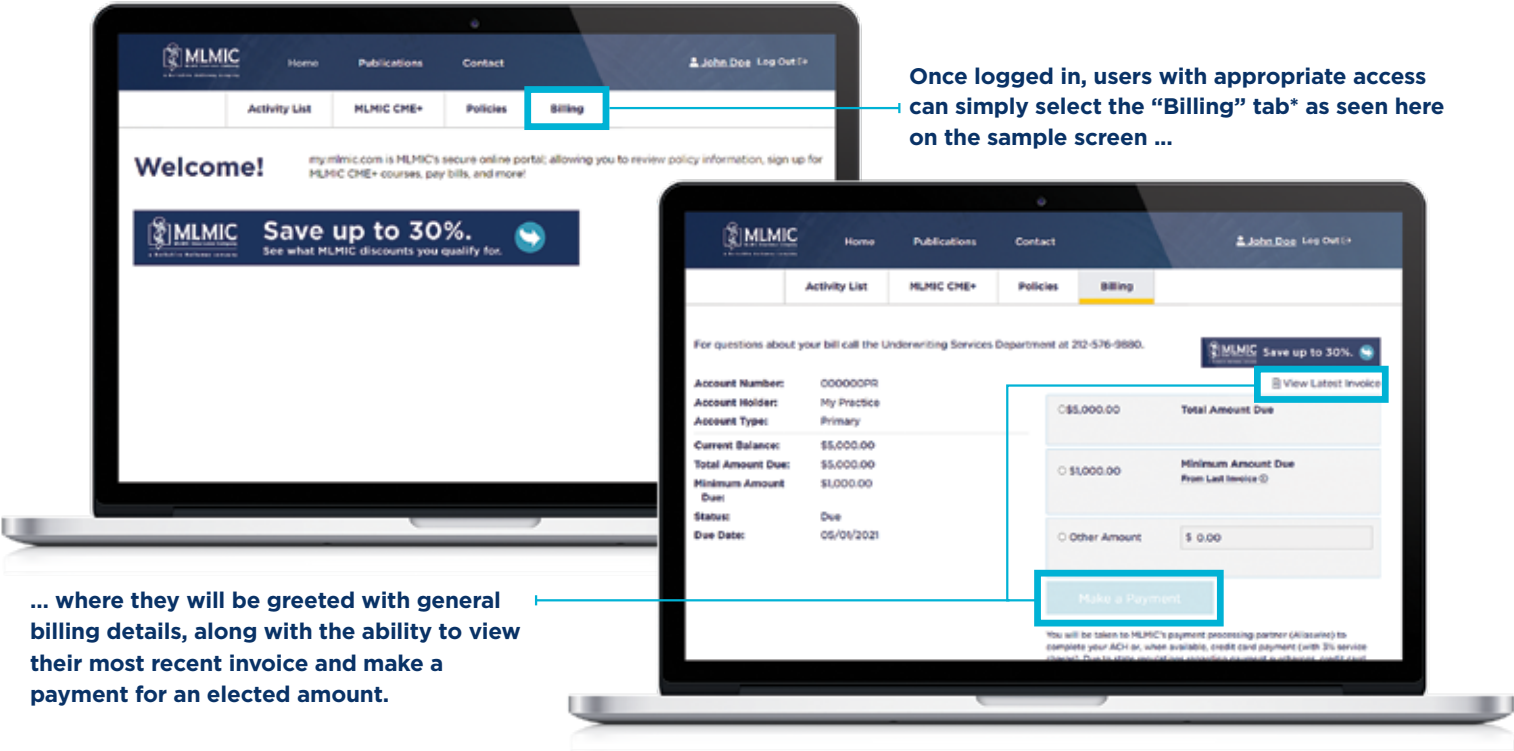 MLMIC
Home Publications Contact John Doe Log Out
Activity List MLMIC CME+ Policies Billing
Welcome!
my.mlmic.com is MLMIC's secure online portal; allowing you to review policy information, sign up for
MLMIC CME+ courses, pay bills, and more!
MLMIC
Save up to 30%.
See what MLMIC discounts you qualify for.
Once logged in, users with appropriate access
can simply select the “Billing” tab* as seen here
on the sample screen ...
MLMIC
Home Publications Contact John Doe Log Out
Activity List MLMIC CME+ Policies Billing
For questions about your bill call the Underwriting Services Department at 212-576-9880.
MLMIC Save up to 30%.
View Latest Invoice
Account Number: 000000PR
Account Holder: My Practice
Account Type: Primary
Current Balance: $5,000.00
Total Amount Due: $5,000.00
Minimum Amount
Due: $1,000.00
Status: Due
Due Date: 05/01/2021
$5,000.00 Total Amount Due
$1,000.00 Minimum Amount Due
From Last Invoice
Other Amount $ 0.00
Make a Payment
You will be taken to MLMIC's payment processing partner (Aliaswire) to
complete your ACH or, when available, credit card payment (with 3% service
charge). Due to state regulations regarding payment surcharges, credit card
... where they will be greeted with general
billing details, along with the ability to view
their most recent invoice and make a
payment for an elected amount.